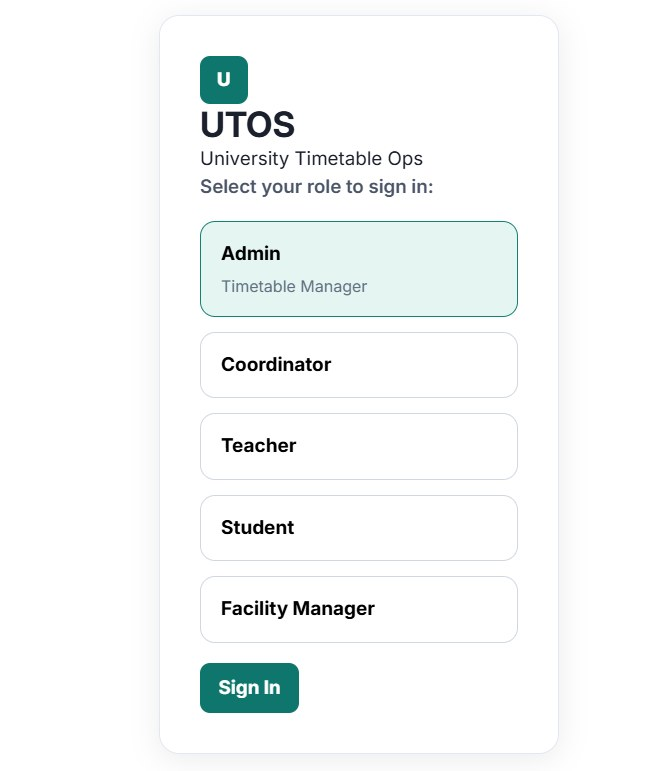 U
UTOS
University Timetable Ops
Select your role to sign in:
Admin
Timetable Manager
Coordinator
Teacher
Student
Facility Manager
Sign In